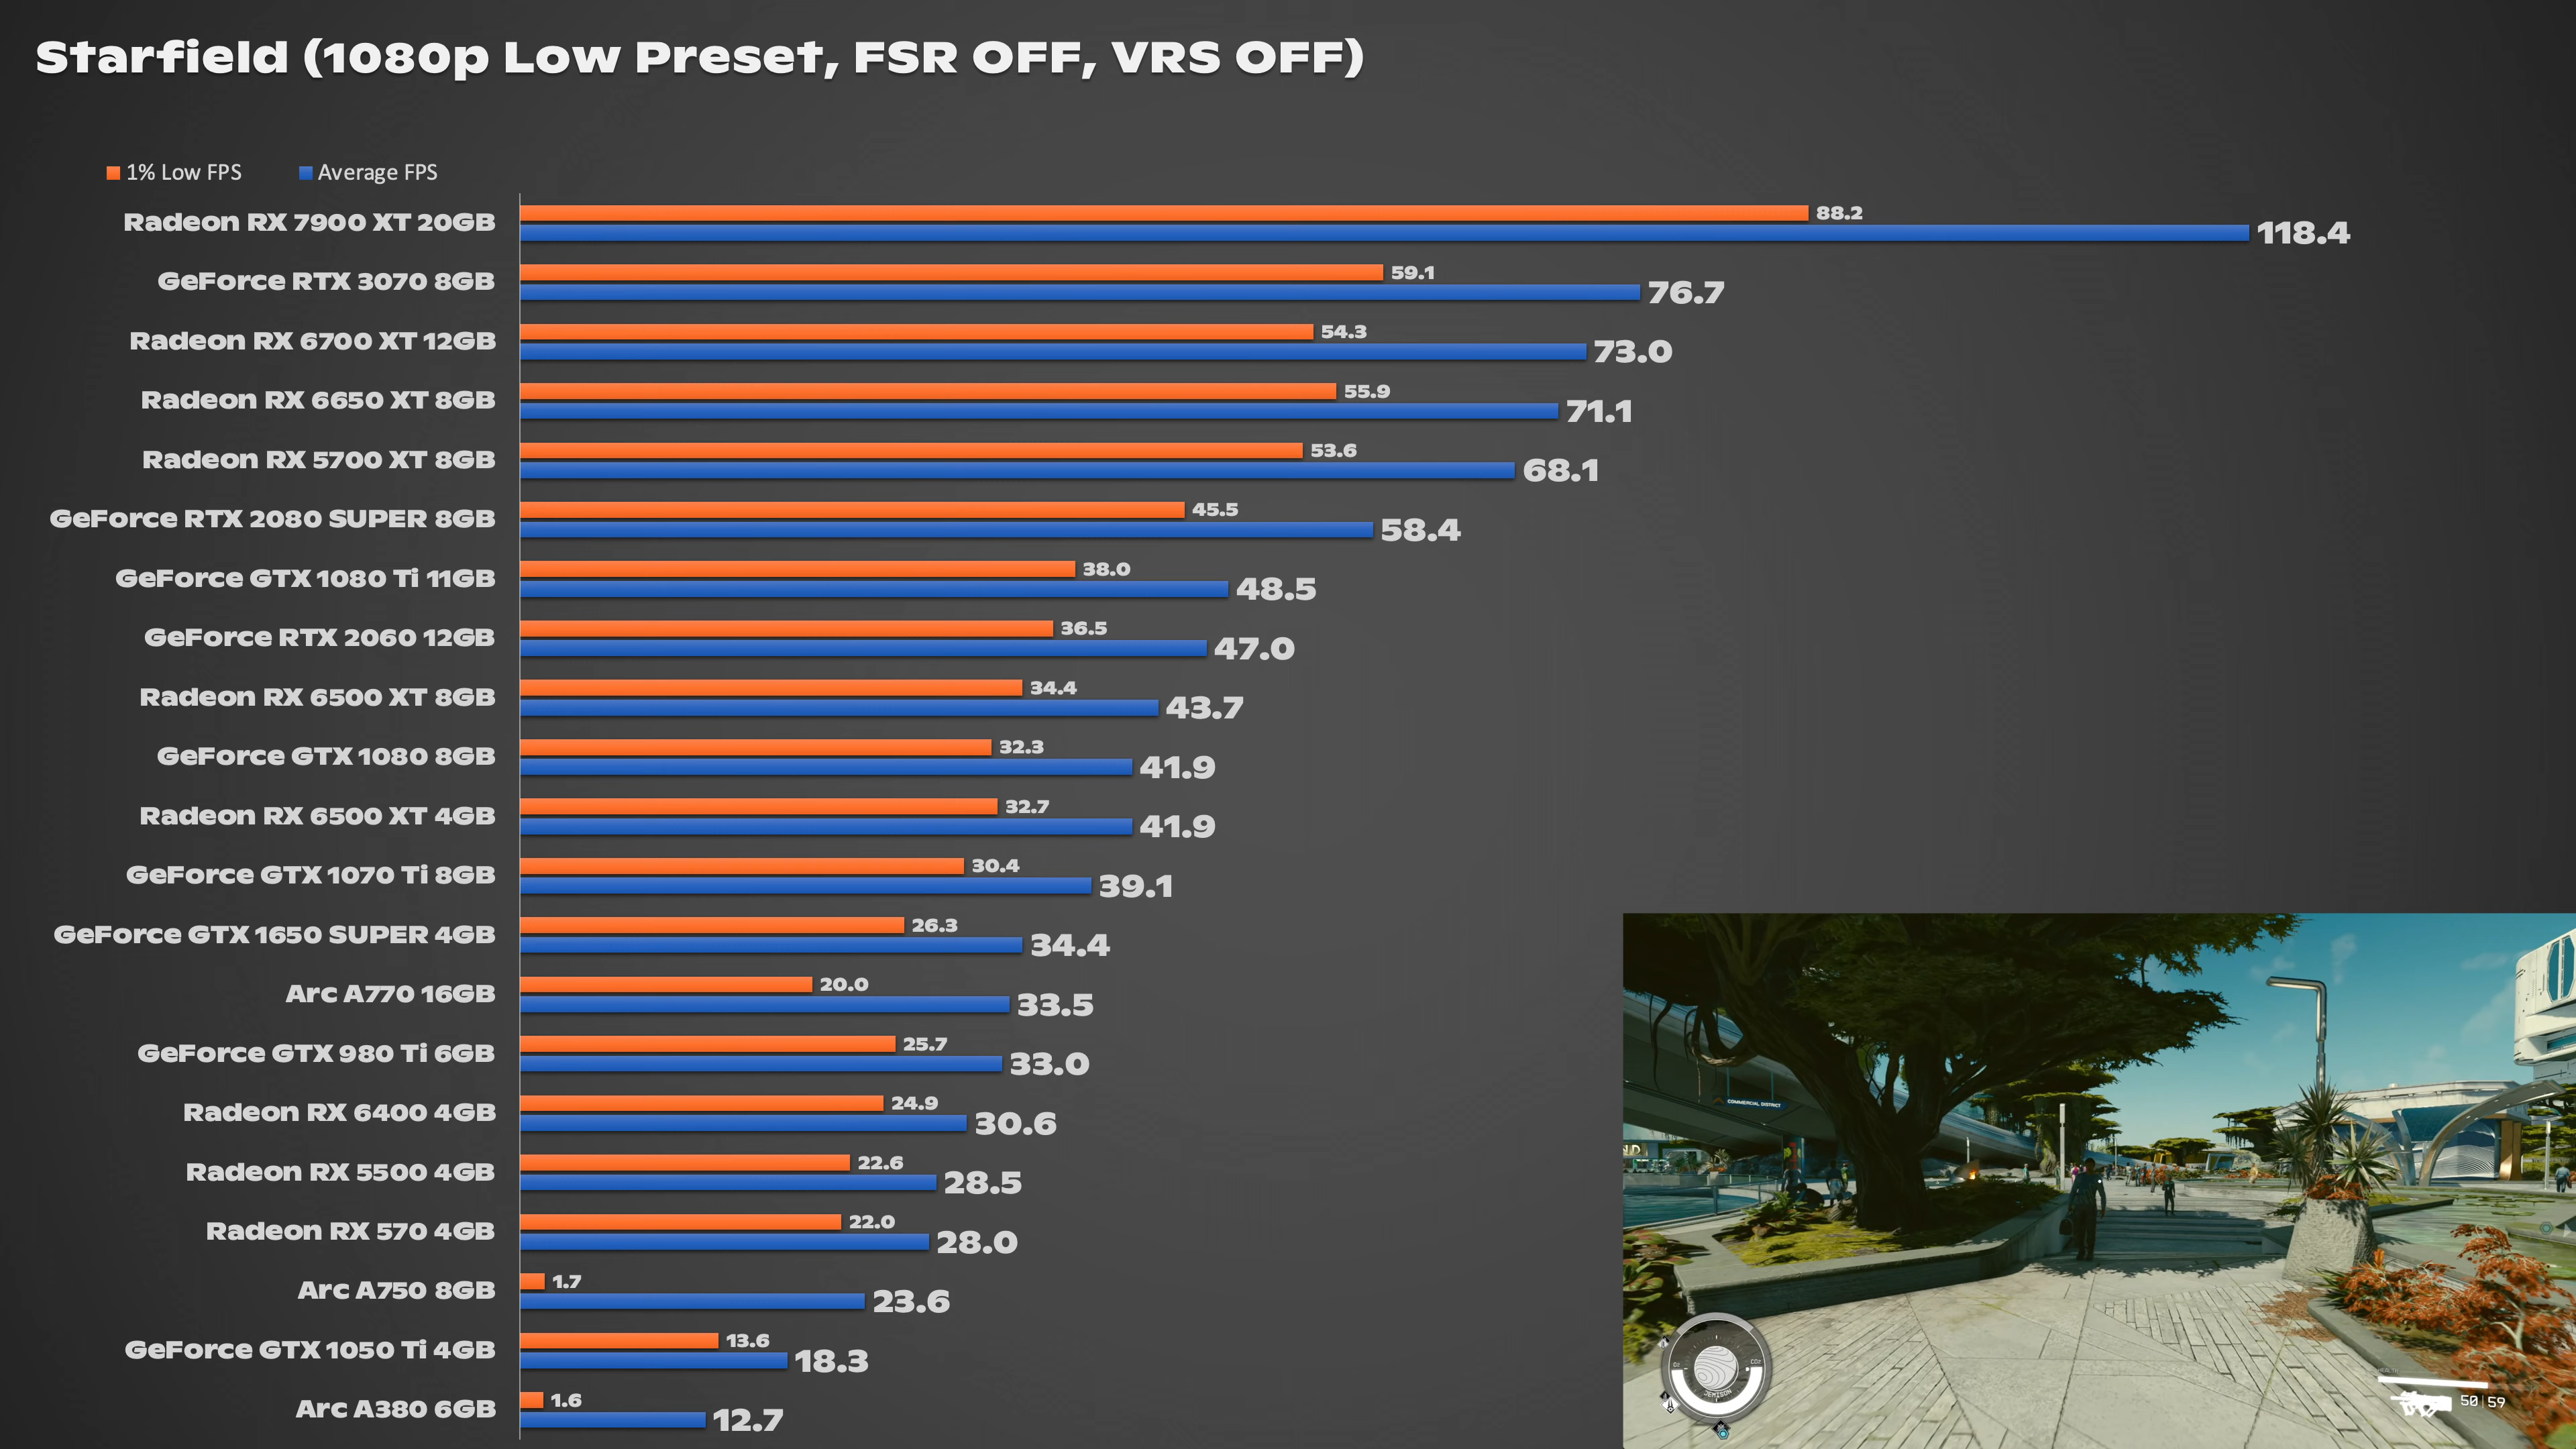 Starfield (1080p Low Preset, FSR OFF, VRS OFF)
1% Low FPS Average FPS
Radeon RX 7900 XT 20GB 88.2 118.4
GeForce RTX 3070 8GB 59.1 76.7
Radeon RX 6700 XT 12GB 54.3 73.0
Radeon RX 6650 XT 8GB 55.9 71.1
Radeon RX 5700 XT 8GB 53.6 68.1
GeForce RTX 2080 SUPER 8GB 45.5 58.4
GeForce GTX 1080 Ti 11GB 38.0 48.5
GeForce RTX 2060 12GB 36.5 47.0
Radeon RX 6500 XT 8GB 34.4 43.7
GeForce GTX 1080 8GB 32.3 41.9
Radeon RX 6500 XT 4GB 32.7 41.9
GeForce GTX 1070 Ti 8GB 30.4 39.1
GeForce GTX 1650 SUPER 4GB 26.3 34.4
Arc A770 16GB 20.0 33.5
GeForce GTX 980 Ti 6GB 25.7 33.0
Radeon RX 6400 4GB 24.9 30.6
Radeon RX 5500 4GB 22.6 28.5
Radeon RX 570 4GB 22.0 28.0
Arc A750 8GB 1.7 23.6
GeForce GTX 1050 Ti 4GB 13.6 18.3
Arc A380 6GB 1.6 12.7
COMMERCIAL DISTRICT
ND
O2 CO2
JEMISON
HEALTH
50 | 59